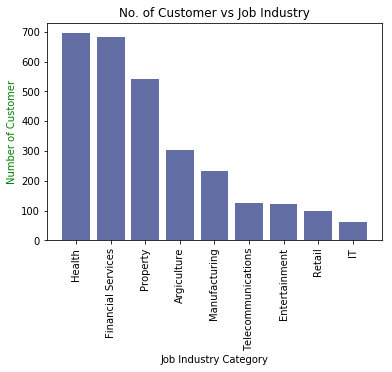 No. of Customer vs Job Industry
Number of Customer
700
600
500
400
300
200
100
0
Health
Financial Services
Property
Argiculture
Manufacturing
Telecommunications
Entertainment
Retail
IT
Job Industry Category